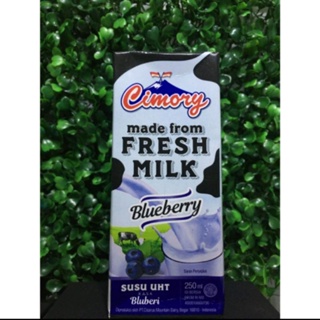 Cimory
made from
FRESH
MILK
Blueberry
SUSU UHT
Bluberi
250 ml